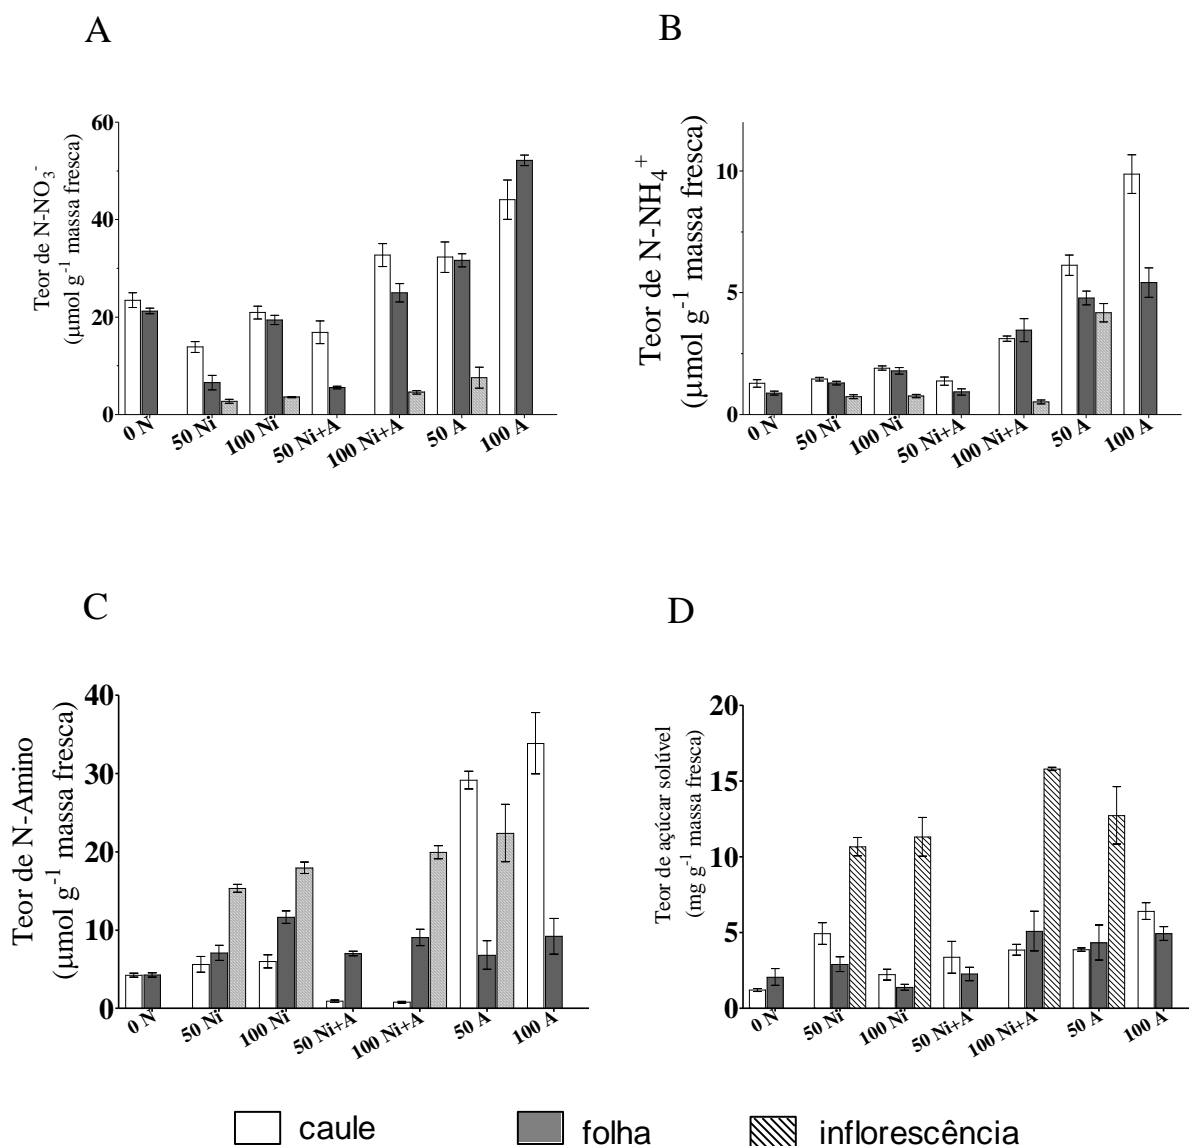 A
Teor de N-NO3-
(µmol g-1 massa fresca)
60
40
20
0
0 N
50 Ni
100 Ni
50 Ni+A
100 Ni+A
50 A
100 A
B
Teor de N-NH4+
(µmol g-1 massa fresca)
10
5
0
0 N
50 Ni
100 Ni
50 Ni+A
100 Ni+A
50 A
100 A
C
Teor de N-Amino
(µmol g-1 massa fresca)
40
30
20
10
0
0 N
50 Ni
100 Ni
50 Ni+A
100 Ni+A
50 A
100 A
D
Teor de açúcar solúvel
(mg g-1 massa fresca)
20
15
10
5
0
0 N
50 Ni
100 Ni
50 Ni+A
100 Ni+A
50 A
100 A
caule
folha
inflorescência